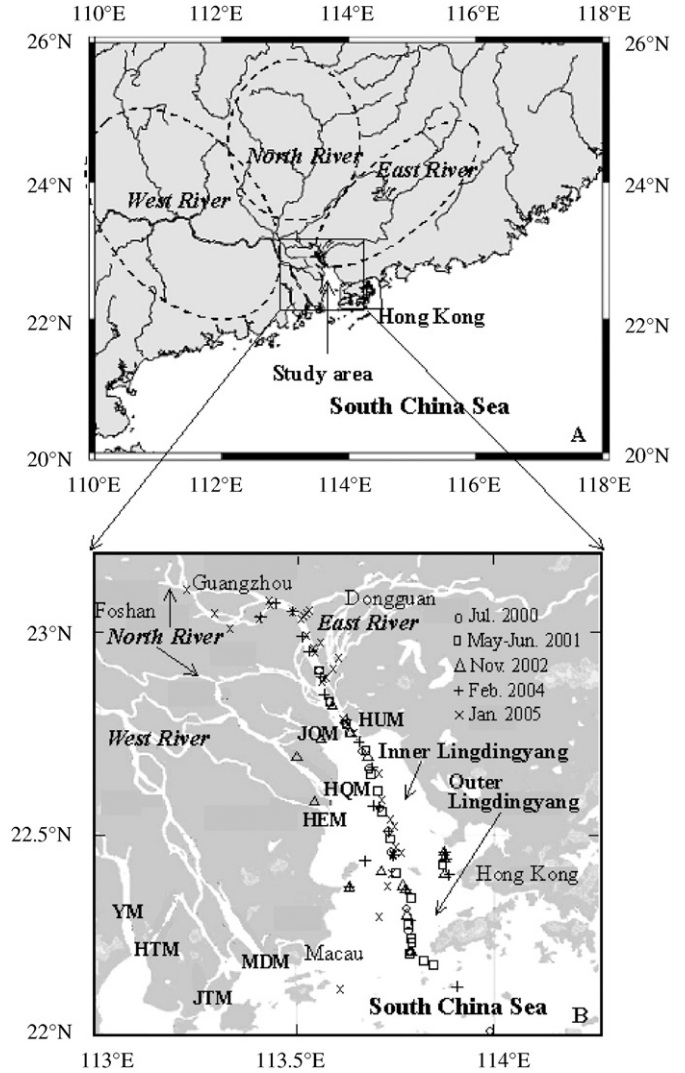 110°E 112°E 114°E 116°E 118°E
26°N 26°N
North River
East River
24°N 24°N
West River
22°N 22°N
Hong Kong
Study area
South China Sea
A
20°N 20°N
110°E 112°E 114°E 116°E 118°E
Guangzhou
Foshan
Dongguan
North River
East River
23°N
Jul. 2000
May-Jun. 2001
Nov. 2002
Feb. 2004
Jan. 2005
HUM
JQM
West River
Inner Lingdingyang
HQM
Outer
Lingdingyang
HEM
22.5°N
Hong Kong
YM
HTM
MDM
Macau
JTM
South China Sea
B
22°N
113°E 113.5°E 114°E